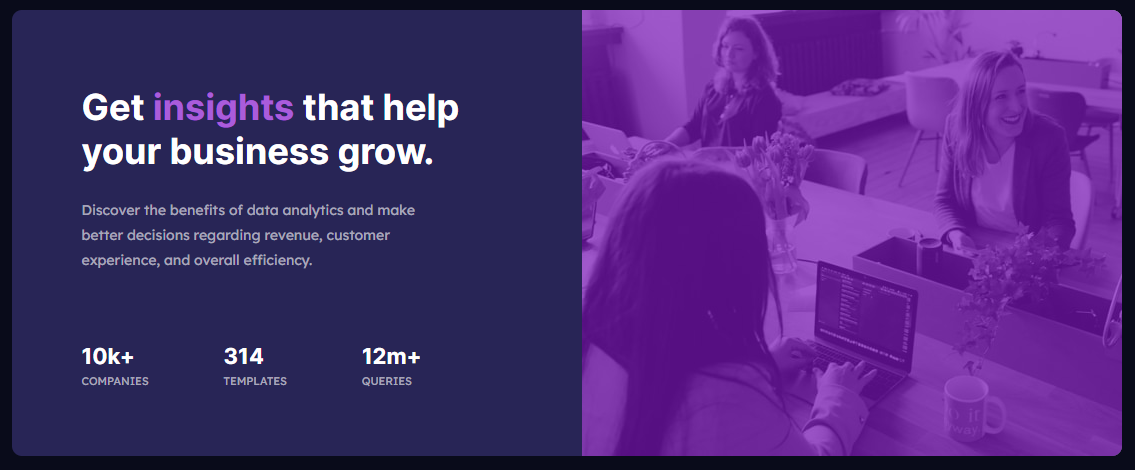 Get insights that help
your business grow.
Discover the benefits of data analytics and make
better decisions regarding revenue, customer
experience, and overall efficiency.
10k+ 314 12m+
COMPANIES TEMPLATES QUERIES